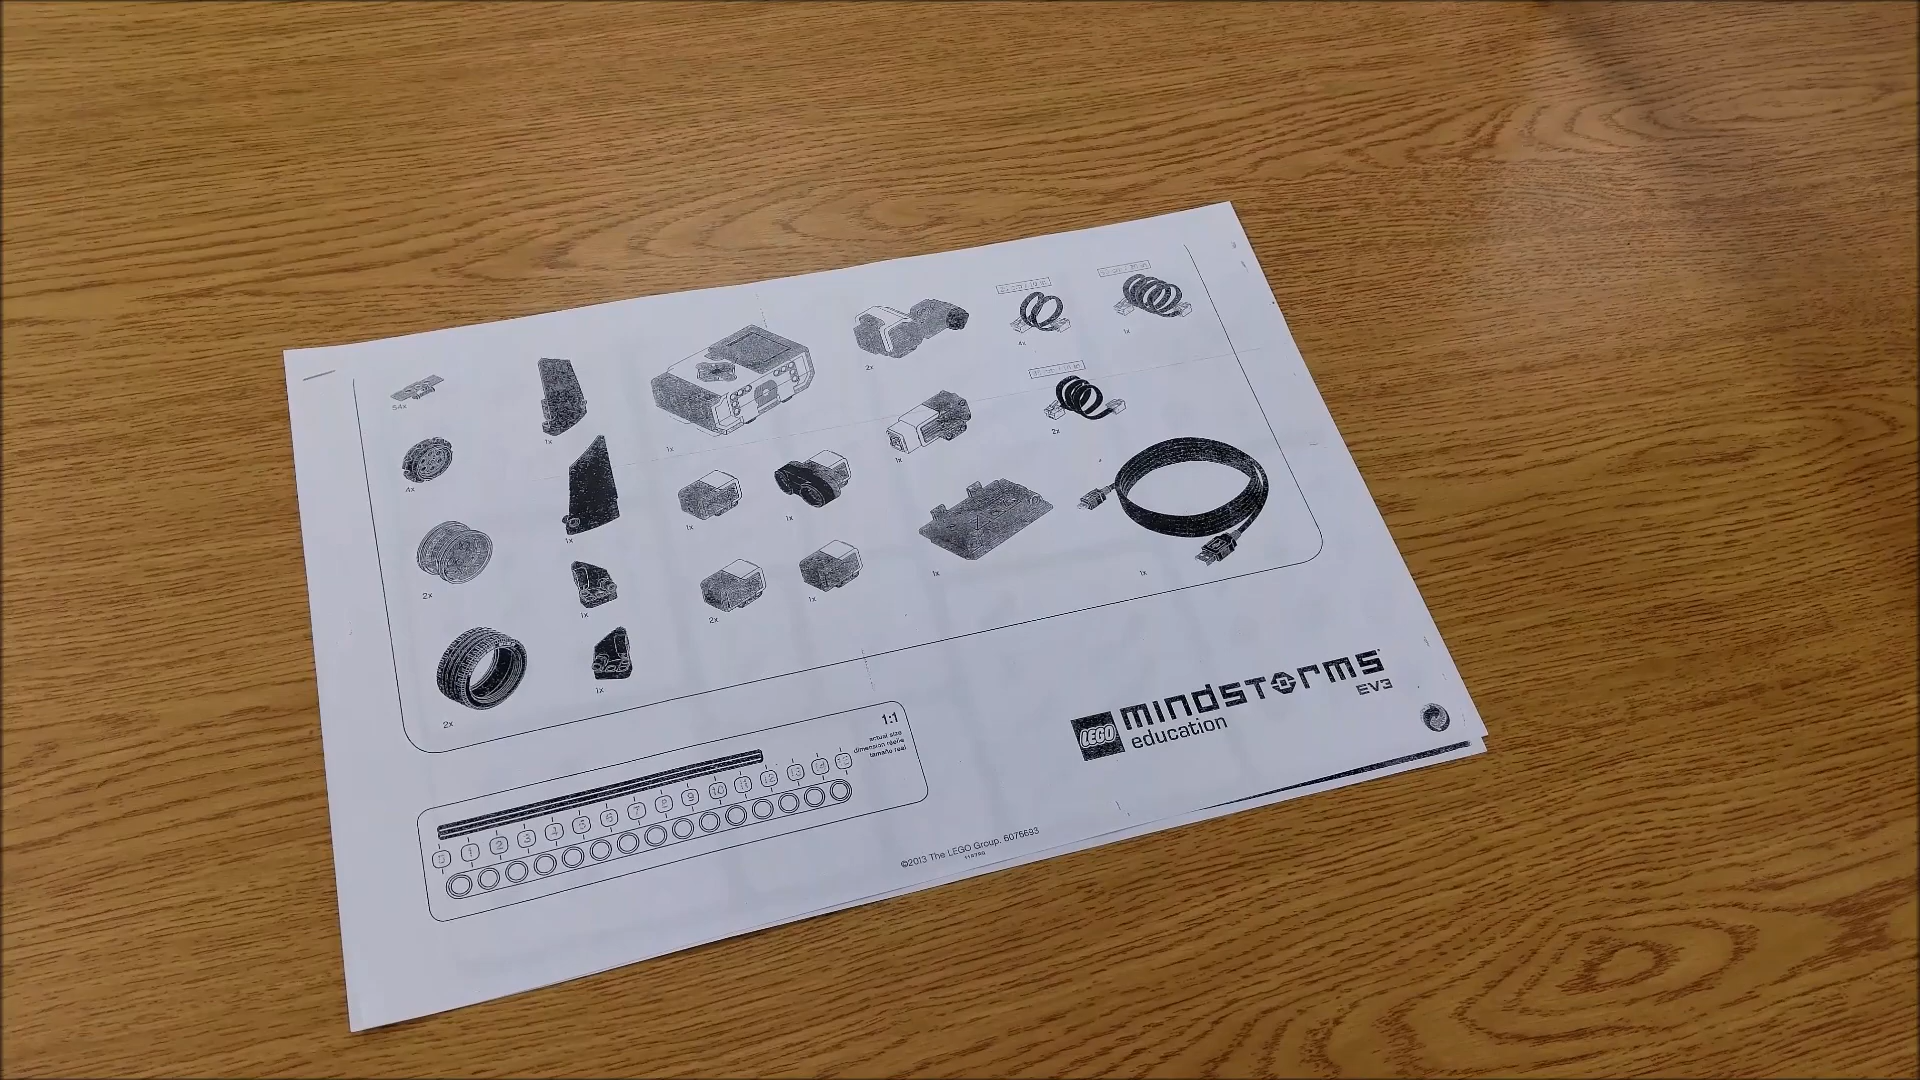 54x
4x
2x
2x
1x
1x
1x
1x
1x
1x
2x
1x
1x
2x
1x
1x
4x
1x
2x
1x
1:1
actual size
dimension réelle
tamaño real
0 1 2 3 4 5 6 7 8 9 10 11 12 13 14 15
LEGO mindstorms
education
EV3
©2013 The LEGO Group. 6076693